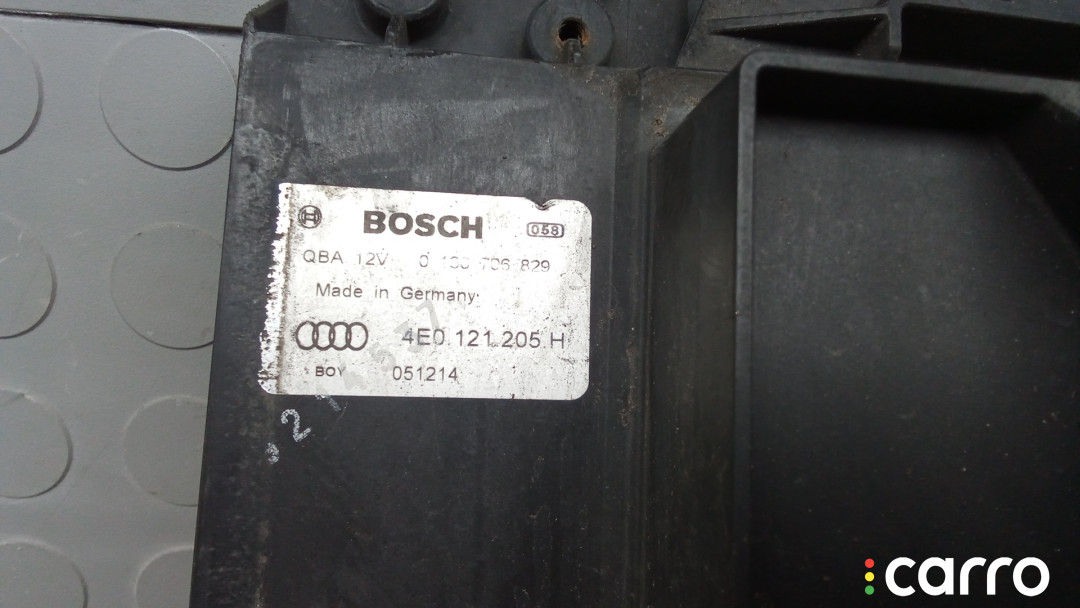 BOSCH 058
QBA 12V 829
Made in Germany
4E0 121 205 H
BOY 051214
carro